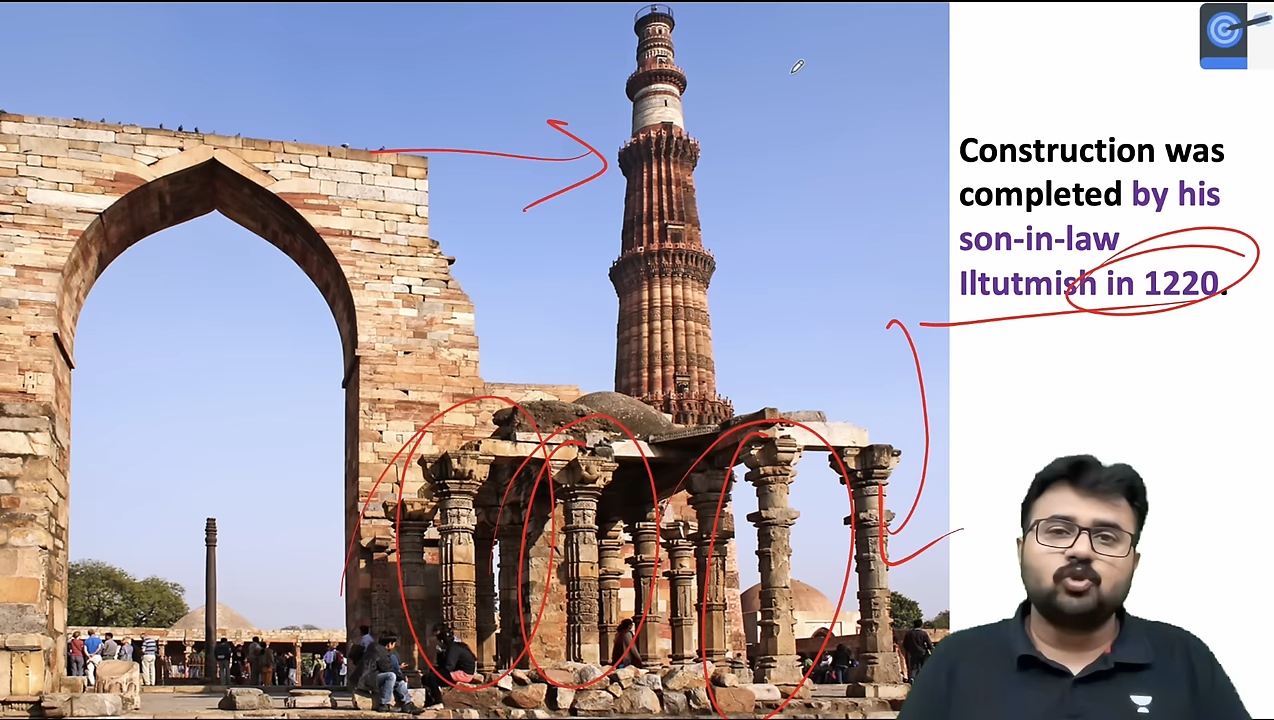 Construction was
completed by his
son-in-law
Iltutmish in 1220.